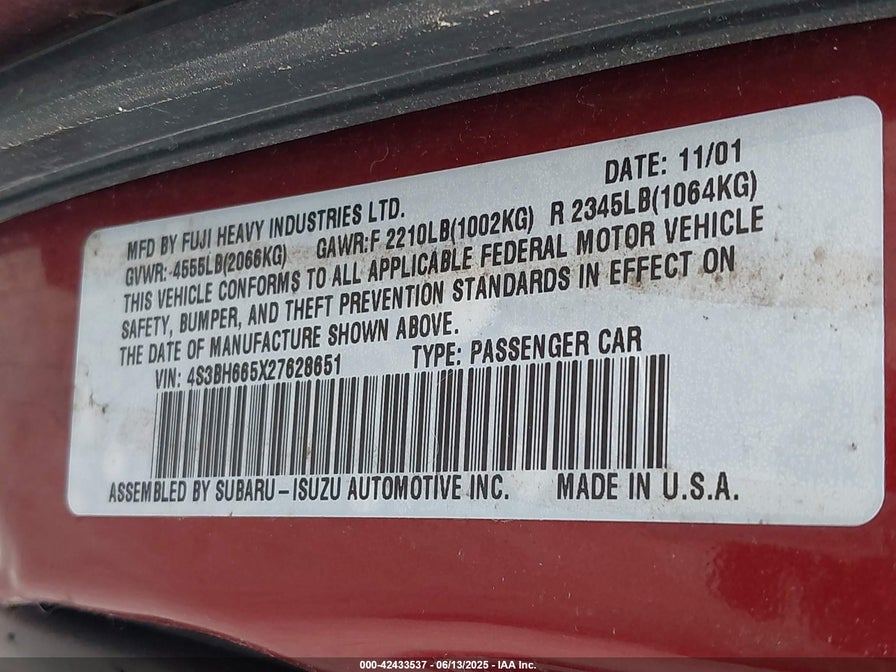 DATE: 11/01
MFD BY FUJI HEAVY INDUSTRIES LTD.
GVWR: 4555LB(2066KG) GAWR:F 2210LB(1002KG) R 2345LB(1064KG)
THIS VEHICLE CONFORMS TO ALL APPLICABLE FEDERAL MOTOR VEHICLE
SAFETY, BUMPER, AND THEFT PREVENTION STANDARDS IN EFFECT ON
THE DATE OF MANUFACTURE SHOWN ABOVE.
VIN: 4S3BH665X27628651 TYPE: PASSENGER CAR
ASSEMBLED BY SUBARU-ISUZU AUTOMOTIVE INC. MADE IN U.S.A.
000-42433537 - 06/13/2025 - IAA Inc.